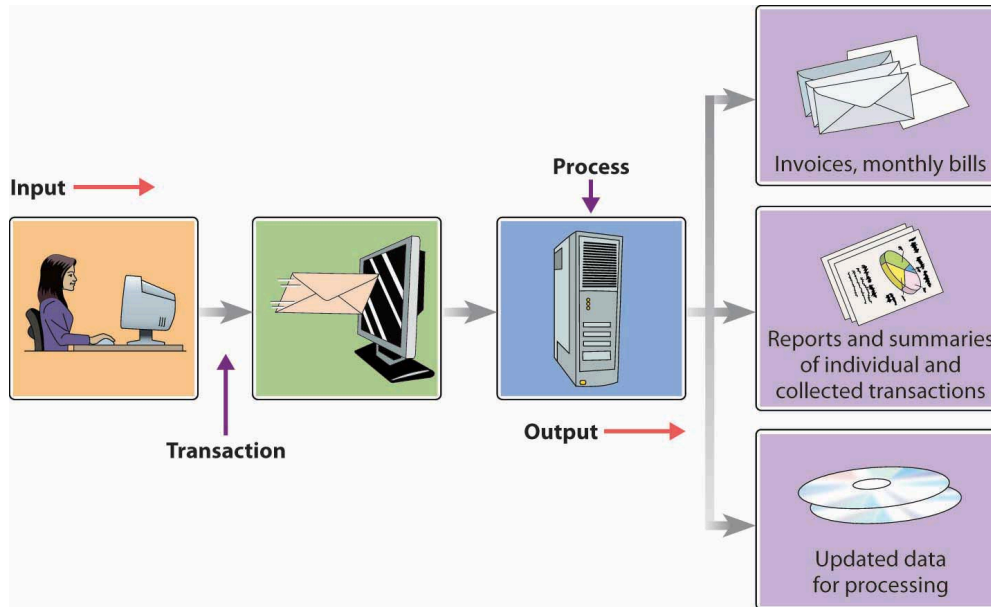 Input
Process
Transaction
Output
Invoices, monthly bills
Reports and summaries
of individual and
collected transactions
Updated data
for processing